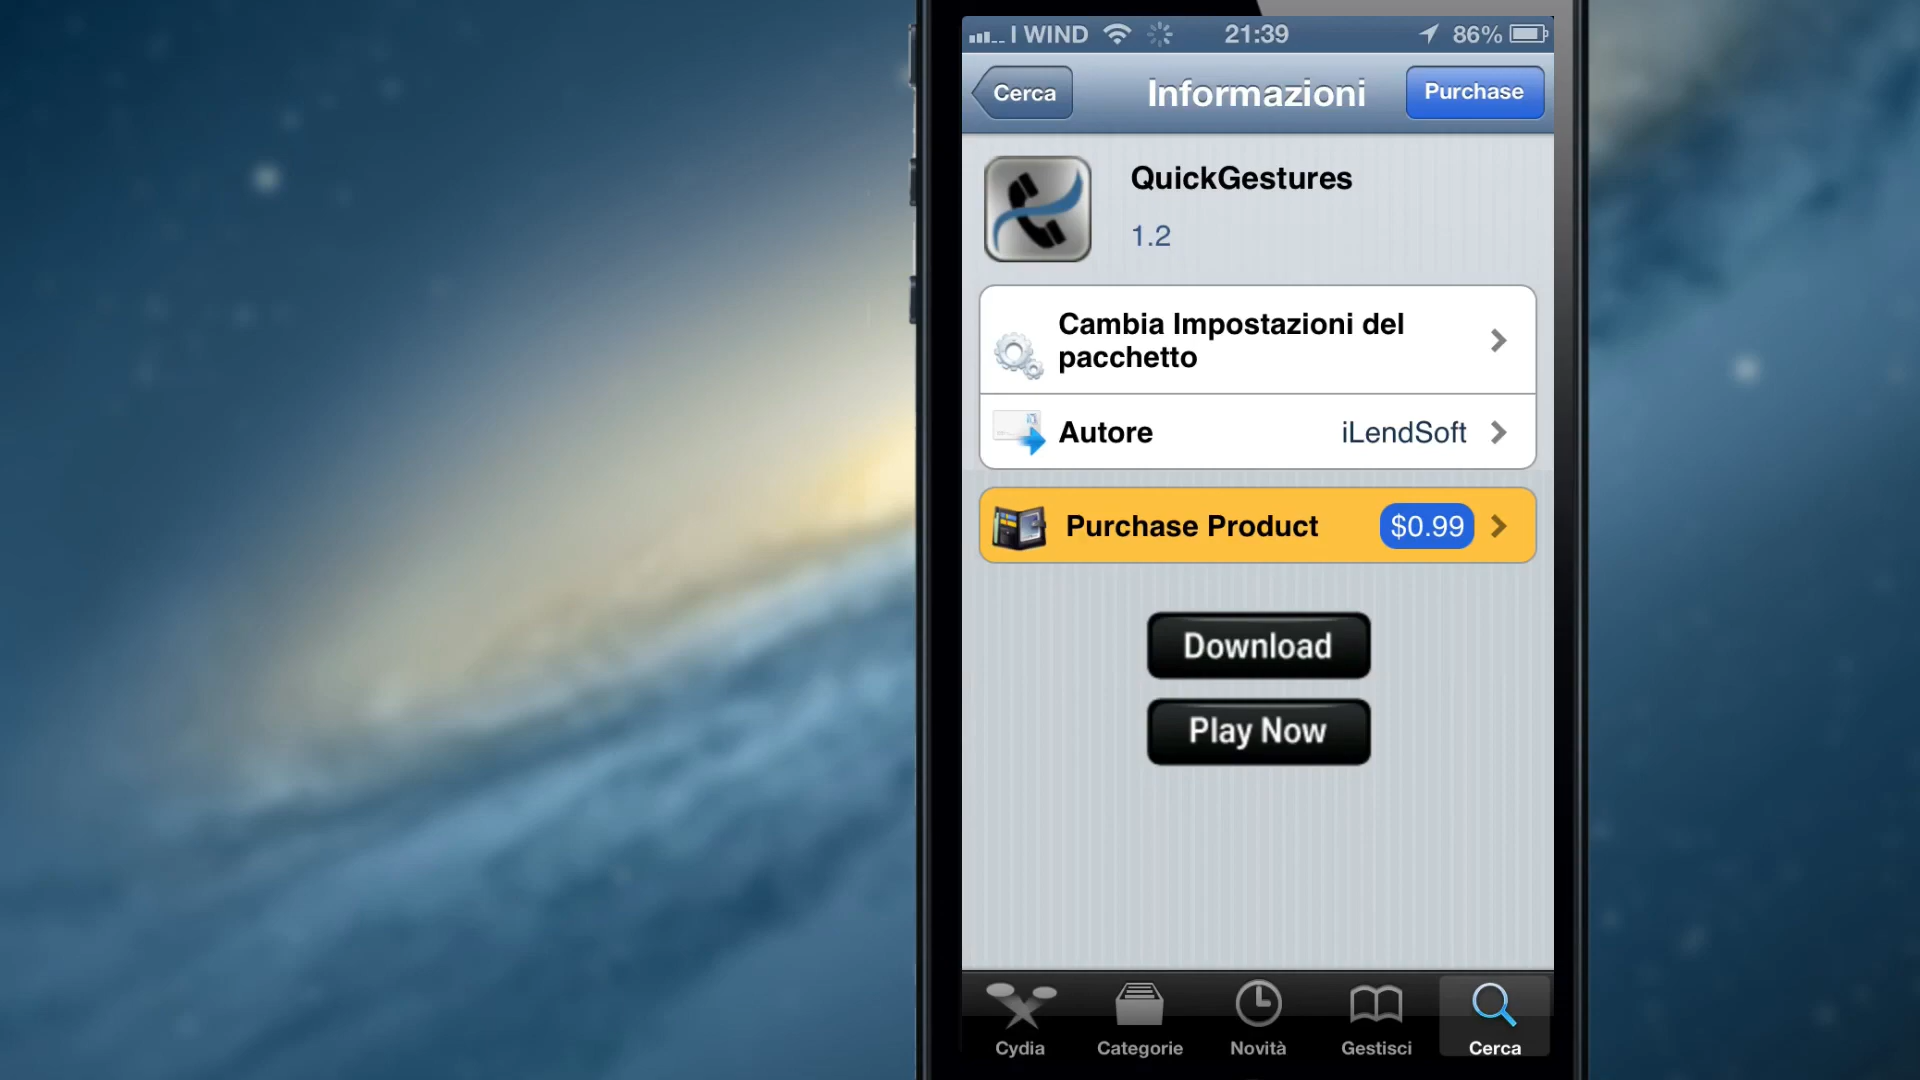 I WIND 21:39 86%
Cerca Informazioni Purchase
QuickGestures
1.2
Cambia Impostazioni del
pacchetto
Autore iLendSoft
Purchase Product $0.99
Download
Play Now
Cydia Categorie Novità Gestisci Cerca